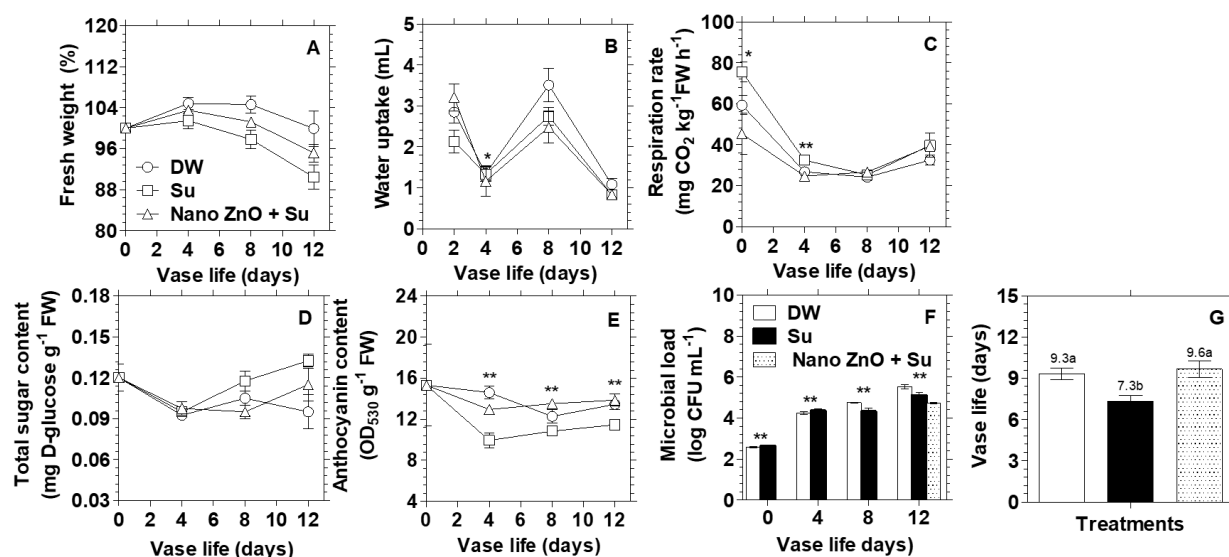 A
Fresh weight (%)
120
112
104
96
88
80
DW
Su
Nano ZnO + Su
0 2 4 6 8 10 12
Vase life (days)
B
Water uptake (mL)
5
4
3
2
1
0
0 2 4 6 8 10 12
Vase life (days)
C
*
**
Respiration rate
(mg CO₂ kg⁻¹FW h⁻¹)
100
80
60
40
20
0
0 2 4 6 8 10 12
Vase life (days)
D
Total sugar content
(mg D-glucose g⁻¹ FW)
0.18
0.15
0.12
0.09
0.06
0.03
0 2 4 6 8 10 12
Vase life (days)
E
** ** **
Anthocyanin content
(OD₅₃₀ g⁻¹ FW)
24
20
16
12
8
4
0 2 4 6 8 10 12
Vase life (days)
F
DW
Su
Nano ZnO + Su
** ** ** **
Microbial load
(log CFU mL⁻¹)
10
8
6
4
2
0
0 4 8 12
Vase life (days)
G
9.3a 7.3b 9.6a
Vase life (days)
15
12
9
6
3
0
Treatments